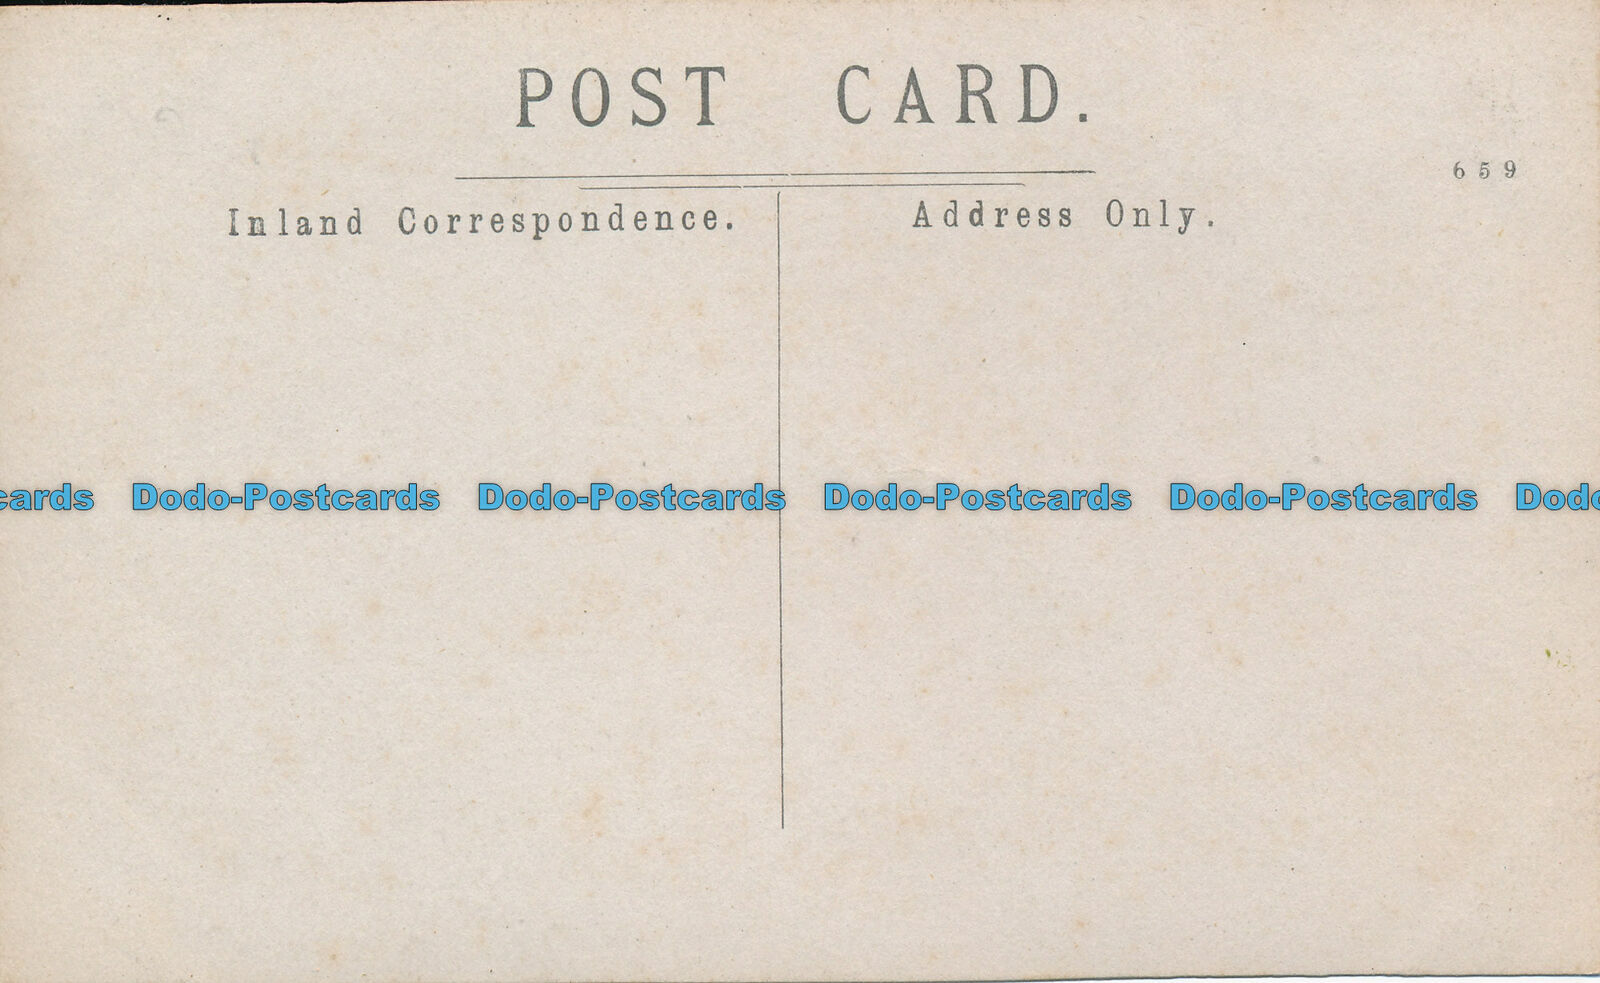 POST CARD.
659
Inland Correspondence. Address Only.
cards Dodo-Postcards Dodo-Postcards Dodo-Postcards Dodo-Postcards Dodo